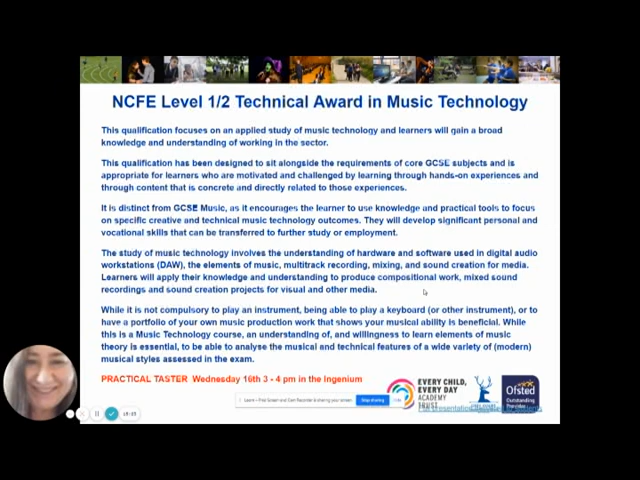 NCFE Level 1/2 Technical Award in Music Technology
This qualification focuses on an applied study of music technology and learners will gain a broad
knowledge and understanding of working in the sector.
This qualification has been designed to sit alongside the requirements of core GCSE subjects and is
appropriate for learners who are motivated and challenged by learning through hands-on experiences and
through content that is concrete and directly related to those experiences.
It is distinct from GCSE Music, as it encourages the learner to use knowledge and practical tools to focus
on specific creative and technical music technology outcomes. They will develop significant personal and
vocational skills that can be transferred to further study or employment.
The study of music technology involves the understanding of hardware and software used in digital audio
workstations (DAW), the elements of music, multitrack recording, mixing, and sound creation for media.
Learners will apply their knowledge and understanding to produce compositional work, mixed sound
recordings and sound creation projects for visual and other media.
While it is not compulsory to play an instrument, being able to play a keyboard (or other instrument), or to
have a portfolio of your own music production work that shows your musical ability is beneficial. While
this is a Music Technology course, an understanding of, and willingness to learn elements of music
theory is essential, to be able to analyse the musical and technical features of a wide variety of (modern)
musical styles assessed in the exam.
PRACTICAL TASTER Wednesday 16th 3 - 4 pm in the Ingenium
EVERY CHILD,
EVERY DAY
ACADEMY
TRUST
Ofsted
Outstanding
Provider
Screen and Cam Recorder is sharing your screen.
Stop sharing
Hide